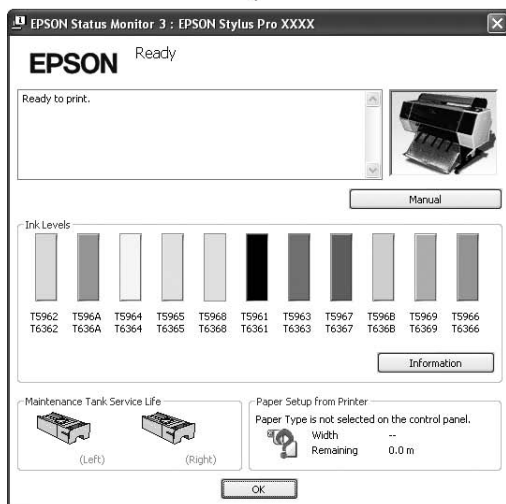 EPSON Status Monitor 3 : EPSON Stylus Pro XXXX
EPSON
Ready
Ready to print.
Manual
Ink Levels
T5962 T596A T5964 T5965 T5968 T5961 T5963 T5967 T596B T5969 T5966
T6362 T636A T6364 T6365 T6368 T6361 T6363 T6367 T636B T6369 T6366
Information
Maintenance Tank Service Life
(Left) (Right)
Paper Setup from Printer
Paper Type is not selected on the control panel.
Width --
Remaining 0.0 m
OK